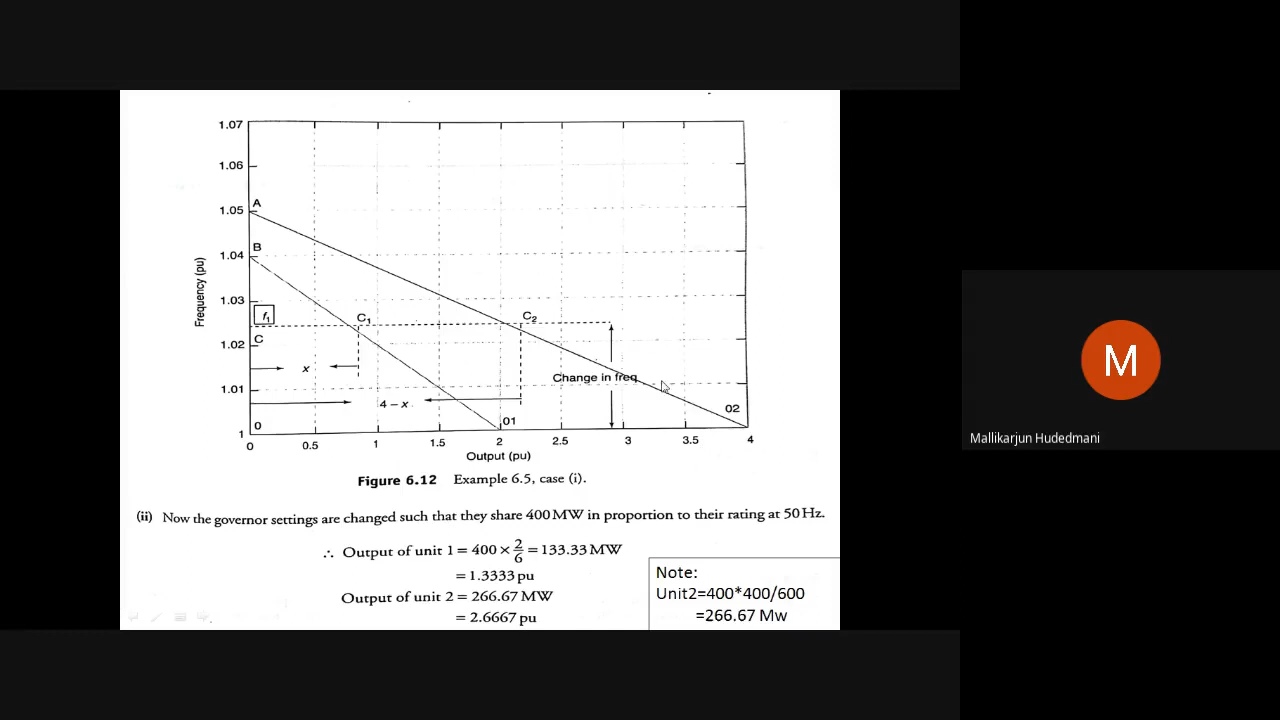 1.07
1.06
1.05
A
1.04
B
1.03
Frequency (pu)
f1
C1
C2
C
1.02
x
Change in freq
1.01
4 – x
02
0
01
1
0
0.5
1
1.5
2
2.5
3
3.5
4
Output (pu)
Figure 6.12 Example 6.5, case (i).
(ii) Now the governor settings are changed such that they share 400 MW in proportion to their rating at 50 Hz.
∴ Output of unit 1 = 400 × 2/6 = 133.33 MW
= 1.3333 pu
Output of unit 2 = 266.67 MW
= 2.6667 pu
Note:
Unit2=400*400/600
=266.67 Mw
M
Mallikarjun Hudedmani